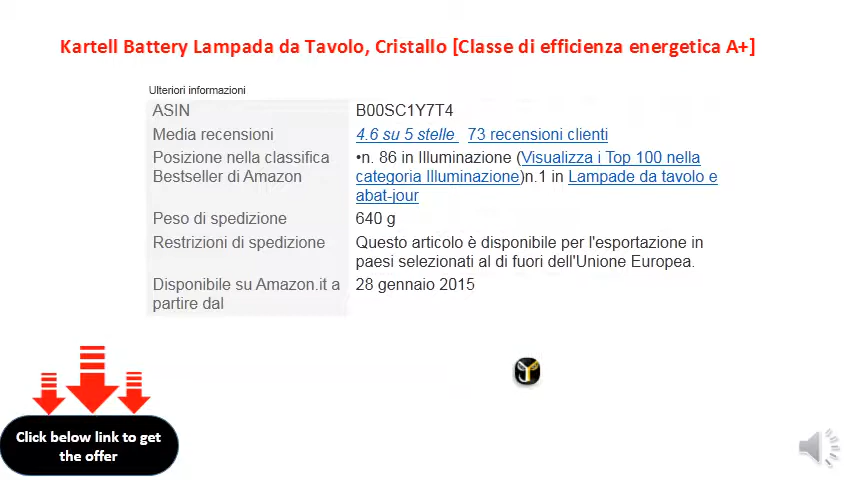 Kartell Battery Lampada da Tavolo, Cristallo [Classe di efficienza energetica A+]
Ulteriori informazioni
ASIN B00SC1Y7T4
Media recensioni 4.6 su 5 stelle 73 recensioni clienti
Posizione nella classifica •n. 86 in Illuminazione (Visualizza i Top 100 nella
Bestseller di Amazon categoria Illuminazione)n.1 in Lampade da tavolo e
abat-jour
Peso di spedizione 640 g
Restrizioni di spedizione Questo articolo è disponibile per l'esportazione in
paesi selezionati al di fuori dell'Unione Europea.
Disponibile su Amazon.it a 28 gennaio 2015
partire dal
Click below link to get
the offer